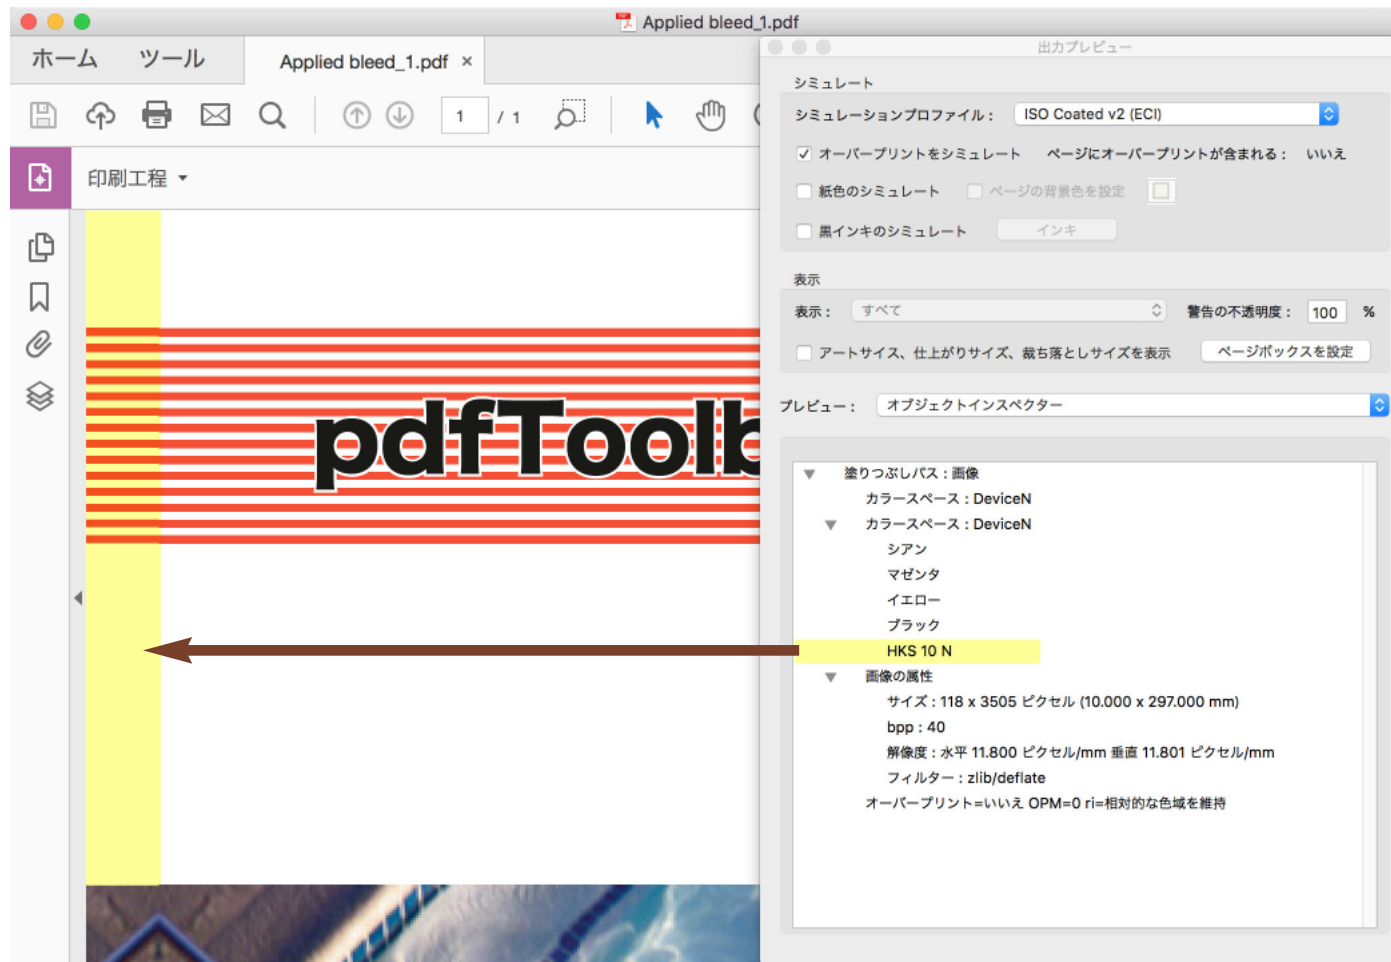 Applied bleed_1.pdf
ホーム ツール Applied bleed_1.pdf ×
1 / 1
印刷工程
pdfToolb
出力プレビュー
シミュレート
シミュレーションプロファイル: ISO Coated v2 (ECI)
オーバープリントをシミュレート ページにオーバープリントが含まれる: いいえ
紙色のシミュレート ページの背景色を設定
黒インキのシミュレート インキ
表示
表示: すべて 警告の不透明度: 100 %
アートサイズ、仕上がりサイズ、裁ち落としサイズを表示 ページボックスを設定
プレビュー: オブジェクトインスペクター
塗りつぶしパス : 画像
カラースペース : DeviceN
カラースペース : DeviceN
シアン
マゼンタ
イエロー
ブラック
HKS 10 N
画像の属性
サイズ : 118 x 3505 ピクセル (10.000 x 297.000 mm)
bpp : 40
解像度 : 水平 11.800 ピクセル/mm 垂直 11.801 ピクセル/mm
フィルター : zlib/deflate
オーバープリント=いいえ OPM=0 ri=相対的な色域を維持